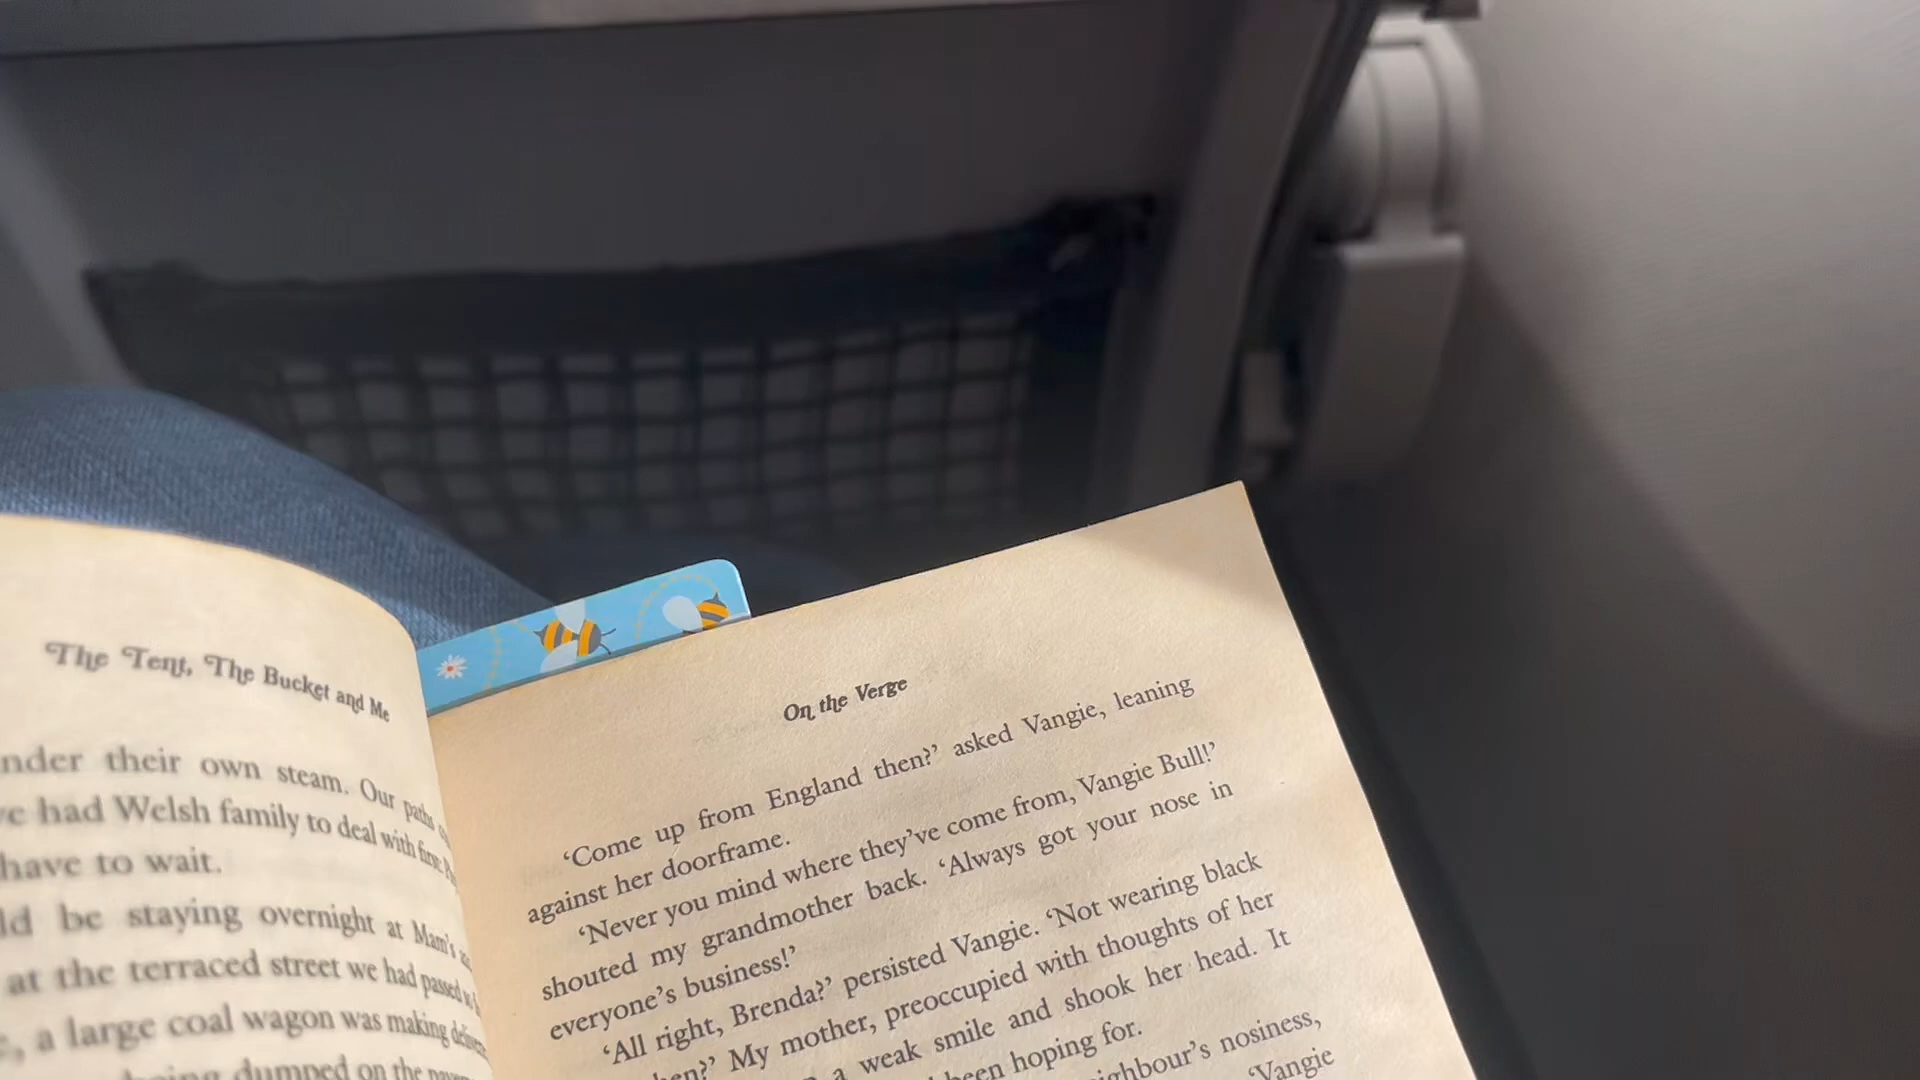 The Tent, The Bucket and Me
their own steam. Our paths
had Welsh family to deal with first.
have to wait.
be staying overnight at Mam's
at the terraced street we had passed
a large coal wagon was making
being dumped on the
On the Verge
‘Come up from England then?’ asked Vangie, leaning
against her doorframe.
‘Never you mind where they’ve come from, Vangie Bull!’
shouted my grandmother back. ‘Always got your nose in
everyone’s business!’
‘All right, Brenda?’ persisted Vangie. ‘Not wearing black
My mother, preoccupied with thoughts of her
a weak smile and shook her head. It
been hoping for.
nosiness,
‘Vangie